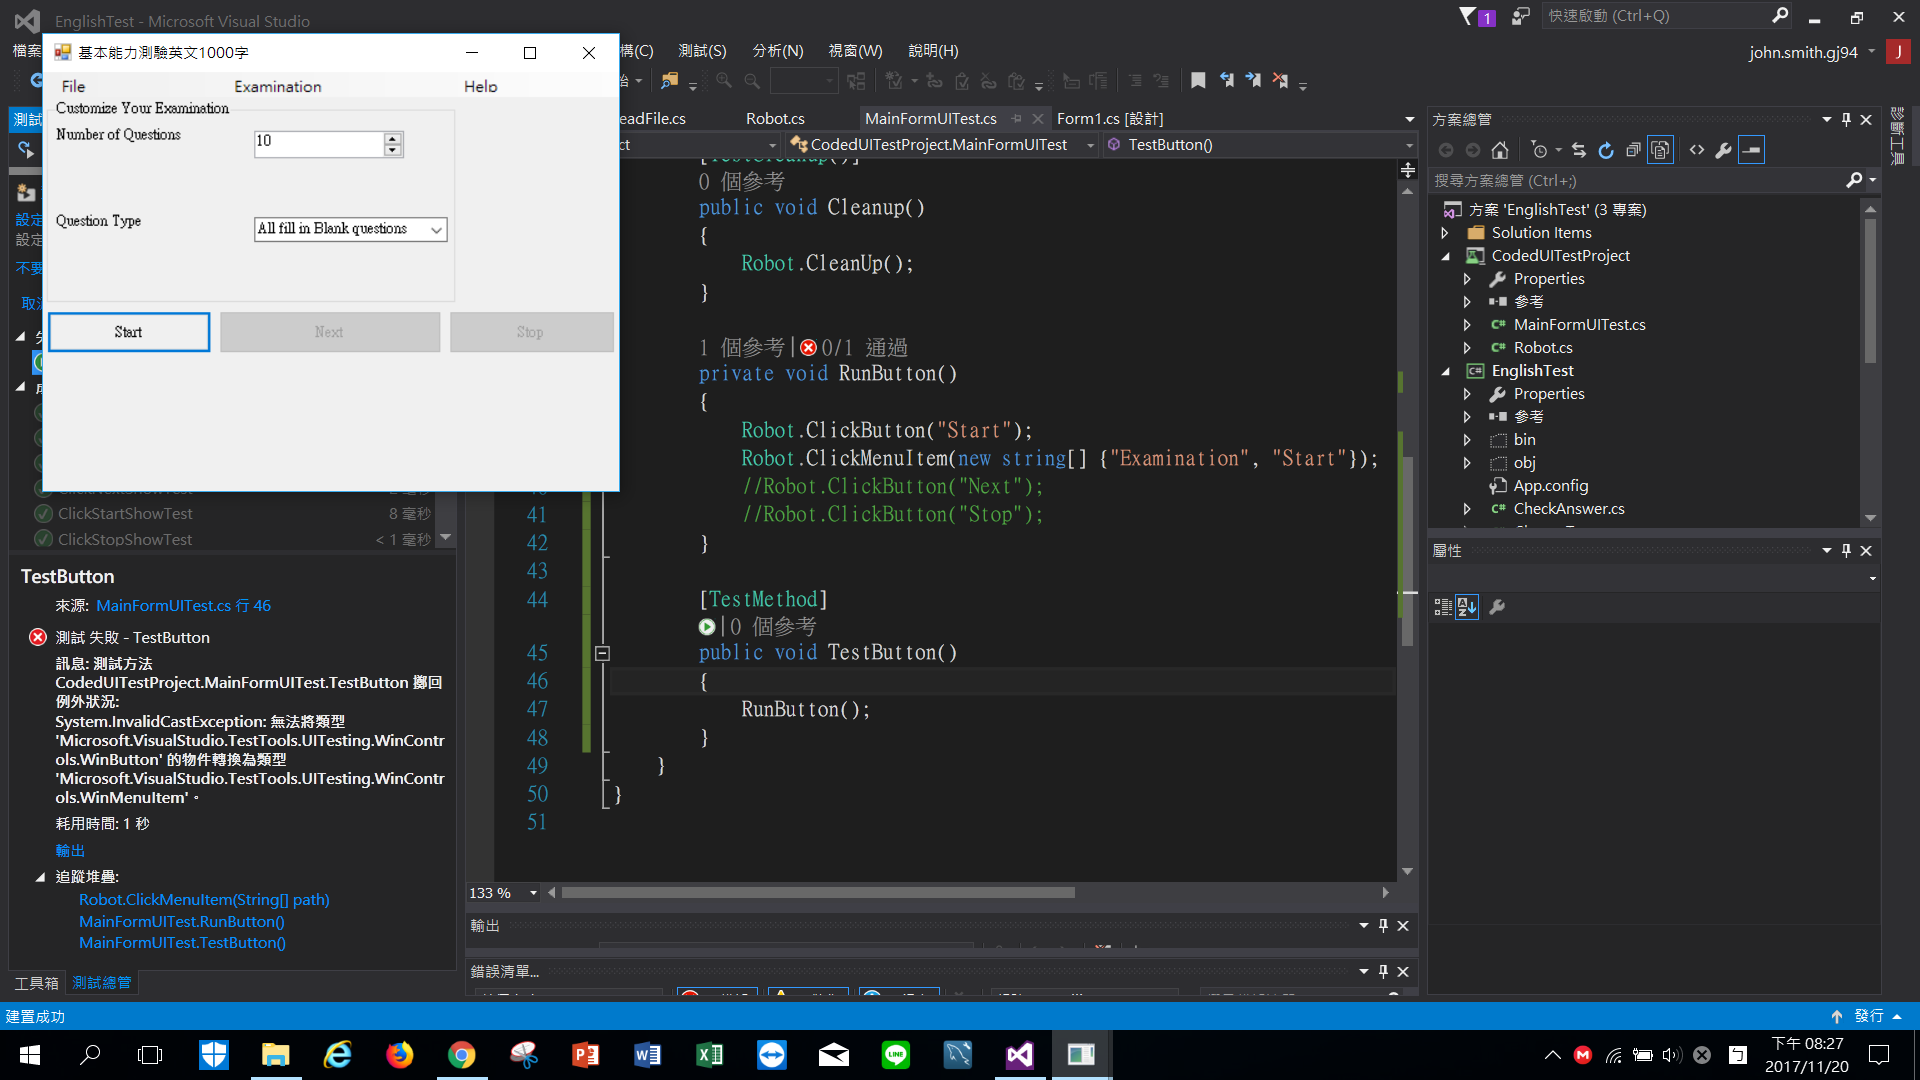 EnglishTest - Microsoft Visual Studio
1
快速啟動 (Ctrl+Q)
檔案
構(C)
測試(S)
分析(N)
視窗(W)
說明(H)
john.smith.gj94
J
基本能力測驗英文1000字
File
Examination
Help
Customize Your Examination
Number of Questions
10
Question Type
All fill in Blank questions
Start
Next
Stop
測試
設定
設定
不要
eadFile.cs
Robot.cs
MainFormUITest.cs
Form1.cs [設計]
CodedUITestProject.MainFormUITest
TestButton()
[TestCleanup()]
0 個參考
public void Cleanup()
{
Robot.CleanUp();
}
1 個參考|0/1 通過
private void RunButton()
{
Robot.ClickButton("Start");
Robot.ClickMenuItem(new string[] {"Examination", "Start"});
//Robot.ClickButton("Next");
41 //Robot.ClickButton("Stop");
42 }
43
44 [TestMethod]
|0 個參考
45 public void TestButton()
46 {
47 RunButton();
48 }
49 }
50 }
51
133 %
ClickStartShowTest 8 毫秒
ClickStopShowTest < 1 毫秒
TestButton
來源: MainFormUITest.cs 行 46
測試 失敗 - TestButton
訊息: 測試方法
CodedUITestProject.MainFormUITest.TestButton 擲回
例外狀況:
System.InvalidCastException: 無法將類型
'Microsoft.VisualStudio.TestTools.UITesting.WinContr
ols.WinButton' 的物件轉換為類型
'Microsoft.VisualStudio.TestTools.UITesting.WinContr
ols.WinMenuItem'。
耗用時間: 1 秒
輸出
追蹤堆疊:
Robot.ClickMenuItem(String[] path)
MainFormUITest.RunButton()
MainFormUITest.TestButton()
工具箱
測試總管
輸出
錯誤清單...
方案總管
搜尋方案總管 (Ctrl+;)
方案 'EnglishTest' (3 專案)
Solution Items
CodedUITestProject
Properties
參考
MainFormUITest.cs
Robot.cs
EnglishTest
Properties
參考
bin
obj
App.config
CheckAnswer.cs
屬性
診斷工具
建置成功
發行
下午 08:27
2017/11/20